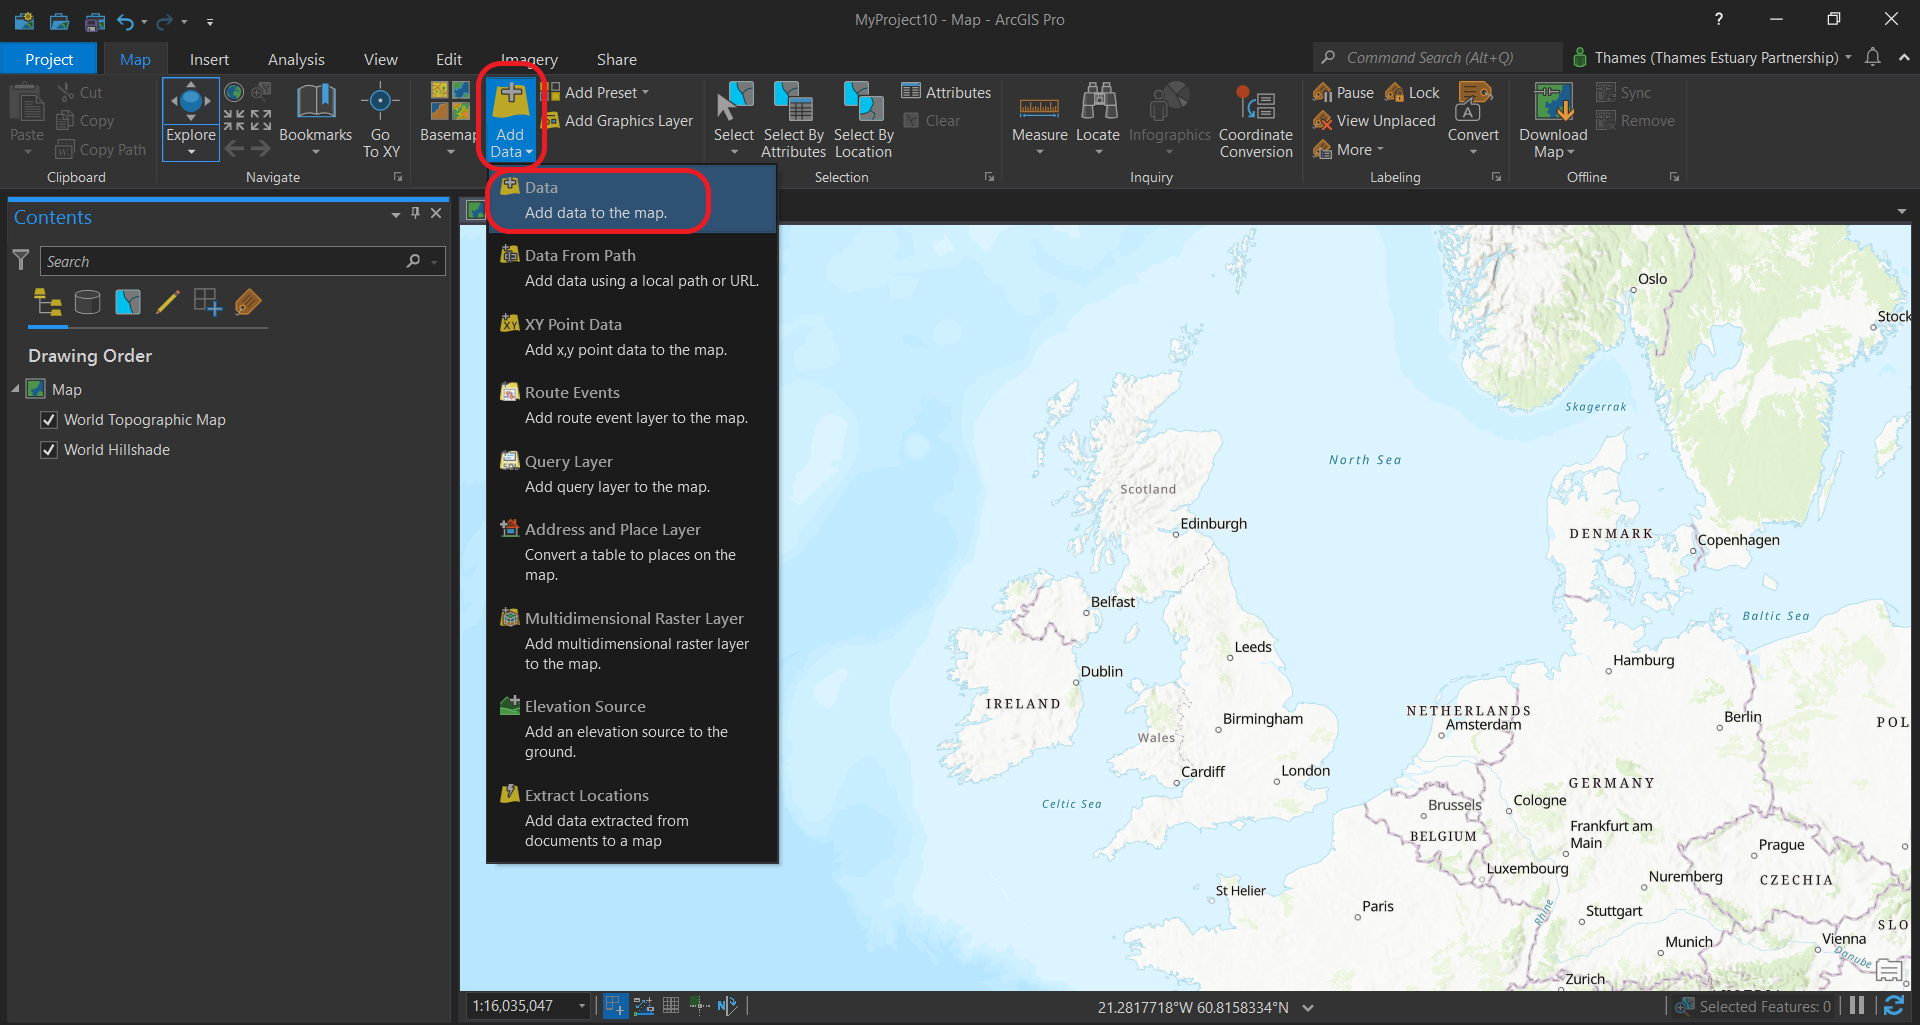 MyProject10 - Map - ArcGIS Pro
?
Project
Map
Insert
Analysis
View
Edit
Imagery
Share
Command Search (Alt+Q)
Thames (Thames Estuary Partnership)
Paste
Cut
Copy
Copy Path
Clipboard
Explore
Bookmarks
Go
To XY
Navigate
Basemap
Add
Data
Add Preset
Add Graphics Layer
Select
Select By
Attributes
Select By
Location
Attributes
Clear
Selection
Measure
Locate
Infographics
Coordinate
Conversion
Inquiry
Pause
Lock
View Unplaced
More
Convert
Labeling
Download
Map
Sync
Remove
Offline
Contents
Search
Drawing Order
Map
World Topographic Map
World Hillshade
Data
Add data to the map.
Data From Path
Add data using a local path or URL.
XY Point Data
Add x,y point data to the map.
Route Events
Add route event layer to the map.
Query Layer
Add query layer to the map.
Address and Place Layer
Convert a table to places on the
map.
Multidimensional Raster Layer
Add multidimensional raster layer
to the map.
Elevation Source
Add an elevation source to the
ground.
Extract Locations
Add data extracted from
documents to a map
Oslo
Stock
Skagerrak
North Sea
Scotland
Edinburgh
DENMARK
Copenhagen
Belfast
Baltic Sea
Leeds
Dublin
Hamburg
IRELAND
NETHERLANDS
Amsterdam
Birmingham
Berlin
POL
Wales
Cardiff
London
Celtic Sea
GERMANY
Brussels
Cologne
BELGIUM
Frankfurt am
Main
Prague
Luxembourg
Nuremberg
CZECHIA
St Helier
Paris
Rhine
Stuttgart
SLO
Munich
Vienna
Danube
Zurich
1:16,035,047
21.2817718°W 60.8158334°N
Selected Features: 0